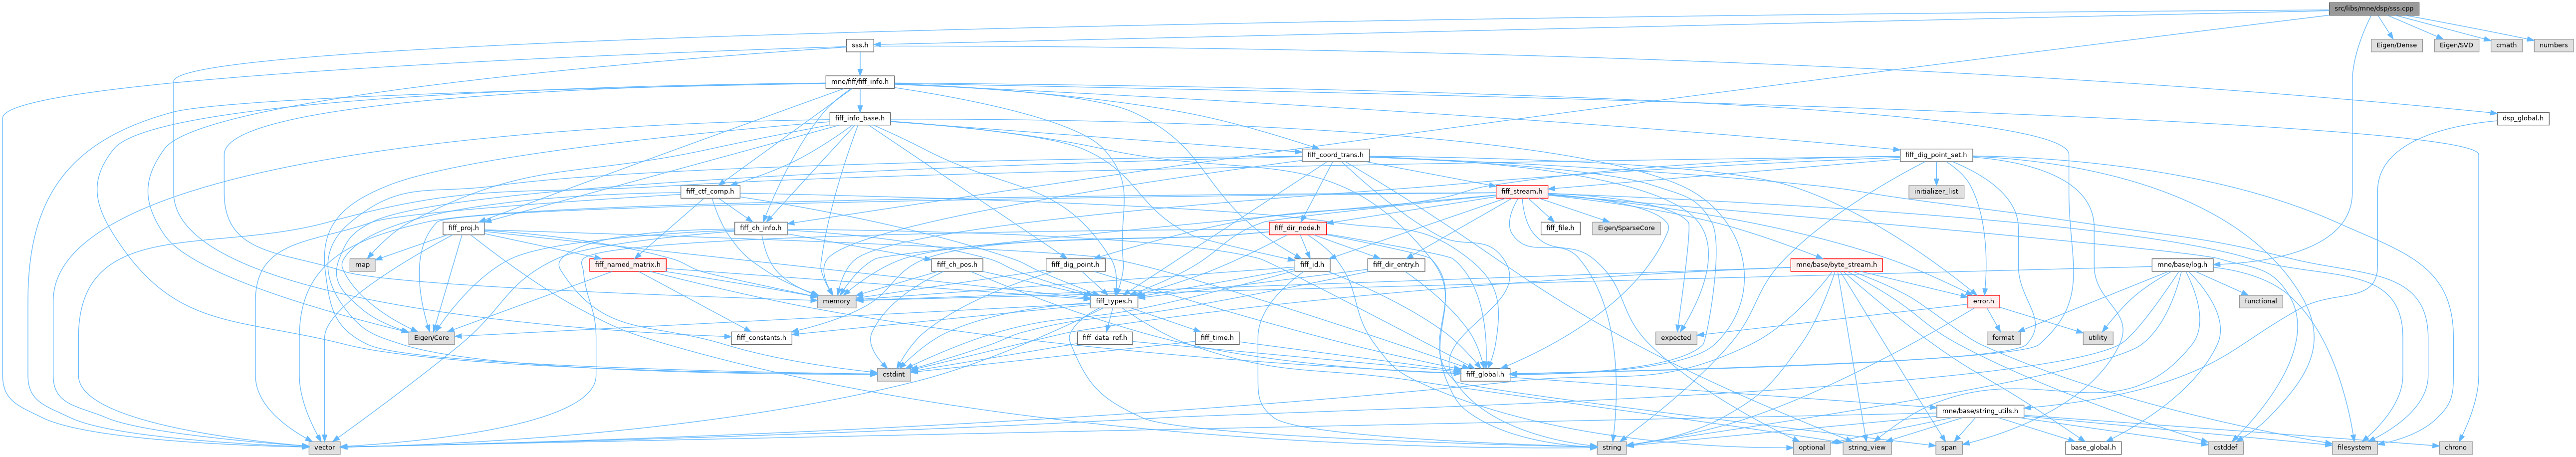 src/libs/mne/dsp/sss.cpp
sss.h
Eigen/Dense
Eigen/SVD
cmath
numbers
mne/fiff/fiff_info.h
fiff_info_base.h
dsp_global.h
fiff_coord_trans.h
fiff_dig_point_set.h
fiff_ctf_comp.h
fiff_stream.h
initializer_list
fiff_proj.h
fiff_ch_info.h
fiff_dir_node.h
fiff_file.h
Eigen/SparseCore
map
fiff_named_matrix.h
fiff_ch_pos.h
fiff_dig_point.h
fiff_id.h
fiff_dir_entry.h
mne/base/byte_stream.h
mne/base/log.h
memory
fiff_types.h
error.h
functional
Eigen/Core
fiff_constants.h
fiff_data_ref.h
fiff_time.h
expected
format
utility
cstdint
fiff_global.h
mne/base/string_utils.h
vector
string
optional
string_view
span
base_global.h
cstddef
filesystem
chrono